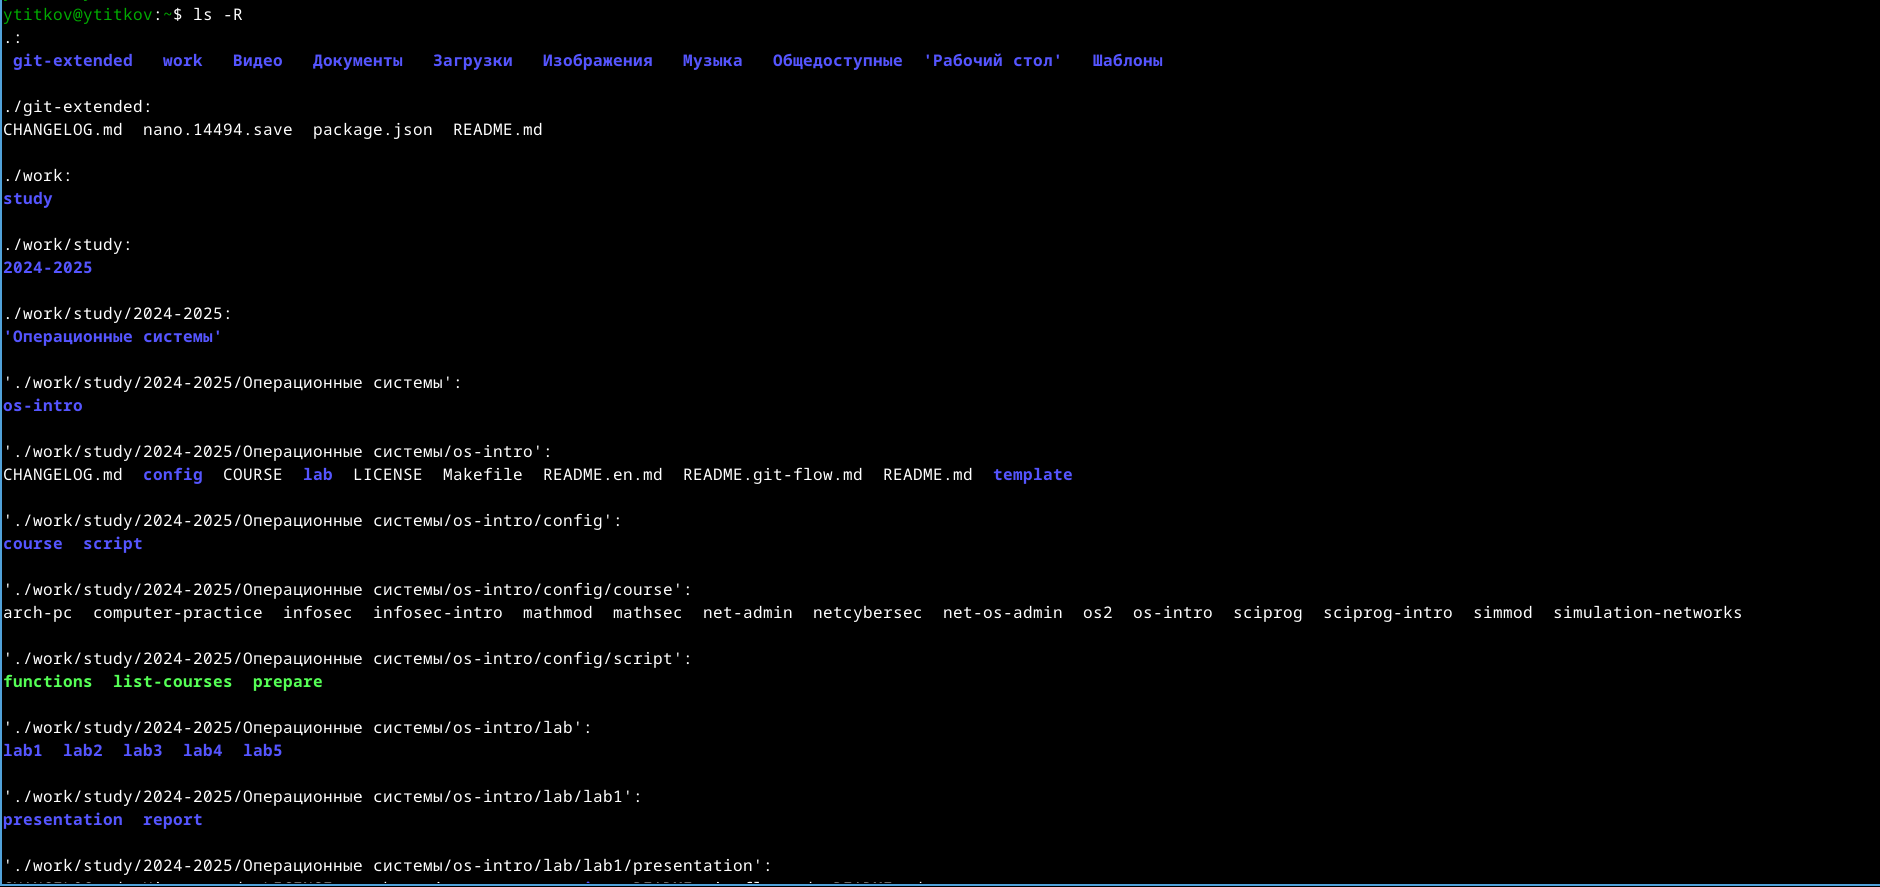 ytitkov@ytitkov:~$ ls -R
.:
git-extended work Видео Документы Загрузки Изображения Музыка Общедоступные 'Рабочий стол' Шаблоны
./git-extended:
CHANGELOG.md nano.14494.save package.json README.md
./work:
study
./work/study:
2024-2025
./work/study/2024-2025:
'Операционные системы'
'./work/study/2024-2025/Операционные системы':
os-intro
'./work/study/2024-2025/Операционные системы/os-intro':
CHANGELOG.md config COURSE lab LICENSE Makefile README.en.md README.git-flow.md README.md template
'./work/study/2024-2025/Операционные системы/os-intro/config':
course script
'./work/study/2024-2025/Операционные системы/os-intro/config/course':
arch-pc computer-practice infosec infosec-intro mathmod mathsec net-admin netcybersec net-os-admin os2 os-intro sciprog sciprog-intro simmod simulation-networks
'./work/study/2024-2025/Операционные системы/os-intro/config/script':
functions list-courses prepare
'./work/study/2024-2025/Операционные системы/os-intro/lab':
lab1 lab2 lab3 lab4 lab5
'./work/study/2024-2025/Операционные системы/os-intro/lab/lab1':
presentation report
'./work/study/2024-2025/Операционные системы/os-intro/lab/lab1/presentation':